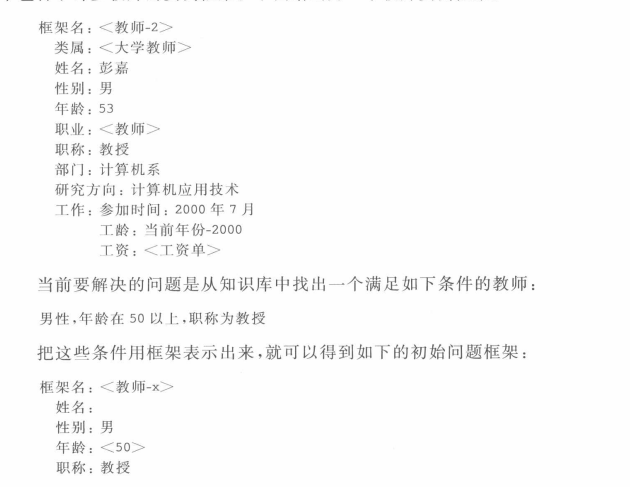 框架名：<教师-2>
类属：<大学教师>
姓名：彭嘉
性别：男
年龄：53
职业：<教师>
职称：教授
部门：计算机系
研究方向：计算机应用技术
工作：参加时间：2000 年 7 月
工龄：当前年份-2000
工资：<工资单>
当前要解决的问题是从知识库中找出一个满足如下条件的教师：
男性,年龄在 50 以上,职称为教授
把这些条件用框架表示出来,就可以得到如下的初始问题框架：
框架名：<教师-x>
姓名：
性别：男
年龄：<50>
职称：教授